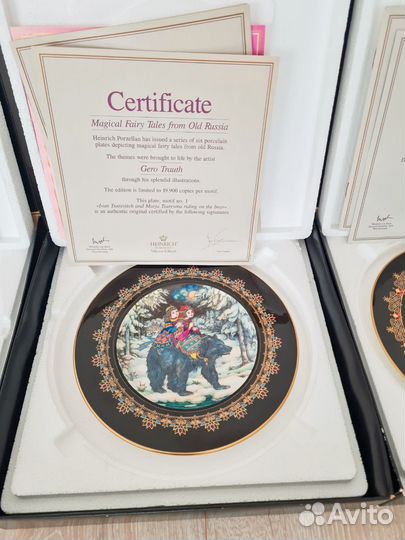 Certificate
Magical Fairy Tales from Old Russia
Heinrich Porzellan has issued a series of six porcelain
plates depicting magical fairy tales from old Russia.
The themes were brought to life by the artist
Gero Trauth
through his splendid illustrations.
The edition is limited to 19.900 copies per motif.
This plate, motif no. 1
«Ivan Tsarevitch and Marja Tsarevna riding on the bear»
is an authentic original certified by the following signatures
HEINRICH
Villeroy & Boch
Avito